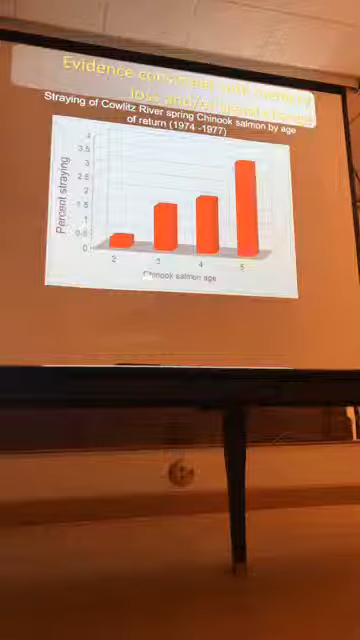 Evidence consistent with memory
loss and/or
Straying of Cowlitz River spring Chinook salmon by age
of return (1974 -1977)
Percent straying
4
3.5
3
2.5
2
1.5
1
0.5
0
2 3 4 5
Chinook salmon age